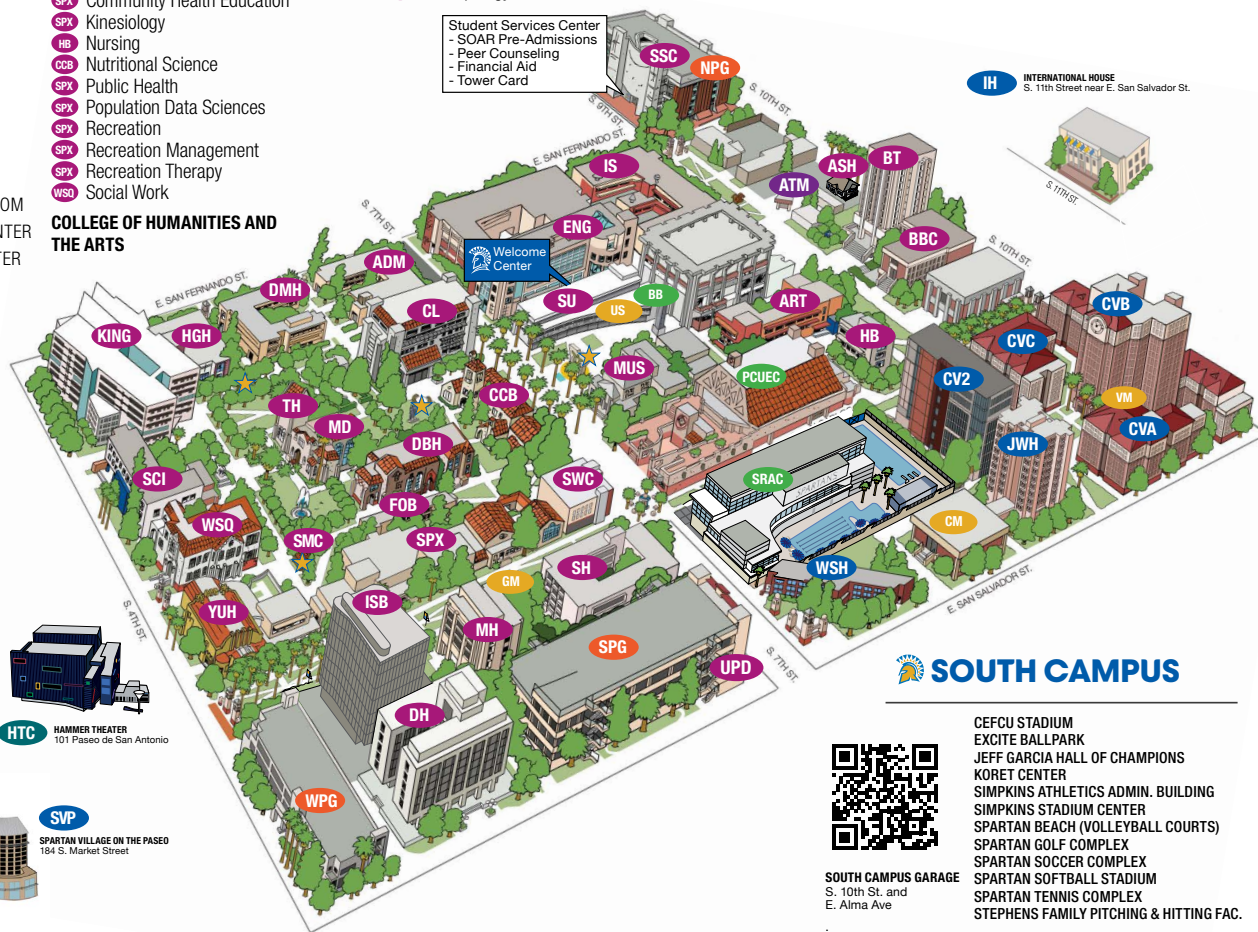 SPX Community Health Education
SPX Kinesiology
HB Nursing
CCB Nutritional Science
SPX Public Health
SPX Population Data Sciences
SPX Recreation
SPX Recreation Management
SPX Recreation Therapy
WSQ Social Work
COLLEGE OF HUMANITIES AND
THE ARTS
Student Services Center
- SOAR Pre-Admissions
- Peer Counseling
- Financial Aid
- Tower Card
SSC
NPG
S. 9TH ST.
S. 10TH ST.
E. SAN FERNANDO ST.
IH
INTERNATIONAL HOUSE
S. 11th Street near E. San Salvador St.
S. 11TH ST.
IS
ATM
ASH
BT
S. 7TH ST.
ENG
BBC
S. 10TH ST.
Welcome
Center
ADM
E. SAN FERNANDO ST.
DMH
CL
SU
US
BB
ART
CVB
KING
HGH
HB
CVC
MUS
PCUEC
CV2
CCB
VM
TH
MD
DBH
CVA
JWH
SCI
SWC
SRAC
SPARTANS
FOB
WSQ
SMC
SPX
CM
GM
SH
WSH
E. SAN SALVADOR ST.
S. 4TH ST.
YUH
ISB
MH
SPG
UPD
S. 7TH ST.
DH
WPG
HTC
HAMMER THEATER
101 Paseo de San Antonio
SVP
SPARTAN VILLAGE ON THE PASEO
184 S. Market Street
SOUTH CAMPUS
CEFCU STADIUM
EXCITE BALLPARK
JEFF GARCIA HALL OF CHAMPIONS
KORET CENTER
SIMPKINS ATHLETICS ADMIN. BUILDING
SIMPKINS STADIUM CENTER
SPARTAN BEACH (VOLLEYBALL COURTS)
SPARTAN GOLF COMPLEX
SPARTAN SOCCER COMPLEX
SPARTAN SOFTBALL STADIUM
SPARTAN TENNIS COMPLEX
STEPHENS FAMILY PITCHING & HITTING FAC.
SOUTH CAMPUS GARAGE
S. 10th St. and
E. Alma Ave